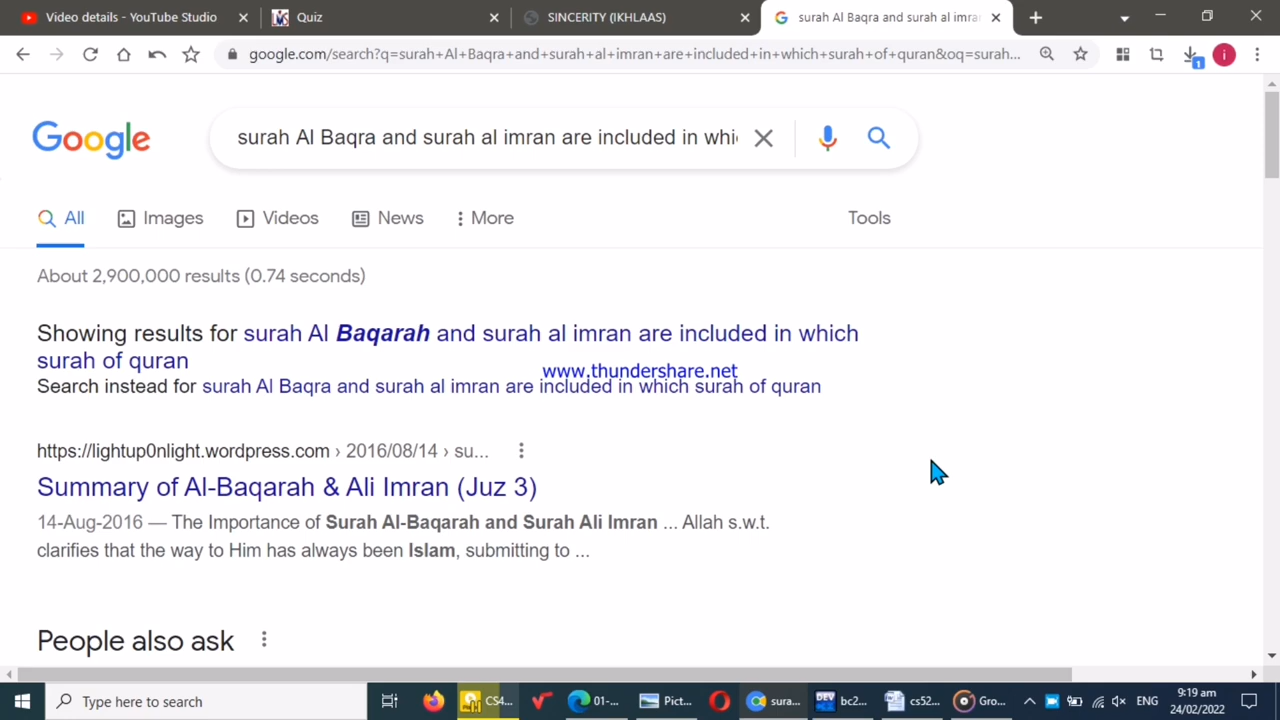 Video details - YouTube Studio
Quiz
SINCERITY (IKHLAAS)
surah Al Baqra and surah al imra
google.com/search?q=surah+Al+Baqra+and+surah+al+imran+are+included+in+which+surah+of+quran&oq=surah...
i
1
Google
surah Al Baqra and surah al imran are included in whi
All
Images
Videos
News
More
Tools
About 2,900,000 results (0.74 seconds)
Showing results for surah Al Baqarah and surah al imran are included in which
surah of quran
www.thundershare.net
Search instead for surah Al Baqra and surah al imran are included in which surah of quran
https://lightup0nlight.wordpress.com › 2016/08/14 › su...
Summary of Al-Baqarah & Ali Imran (Juz 3)
14-Aug-2016 — The Importance of Surah Al-Baqarah and Surah Ali Imran ... Allah s.w.t.
clarifies that the way to Him has always been Islam, submitting to ...
People also ask
Type here to search
CS4...
01-...
Pict...
sura...
DEV
bc2...
cs52...
Gro...
ENG
9:19 am
24/02/2022